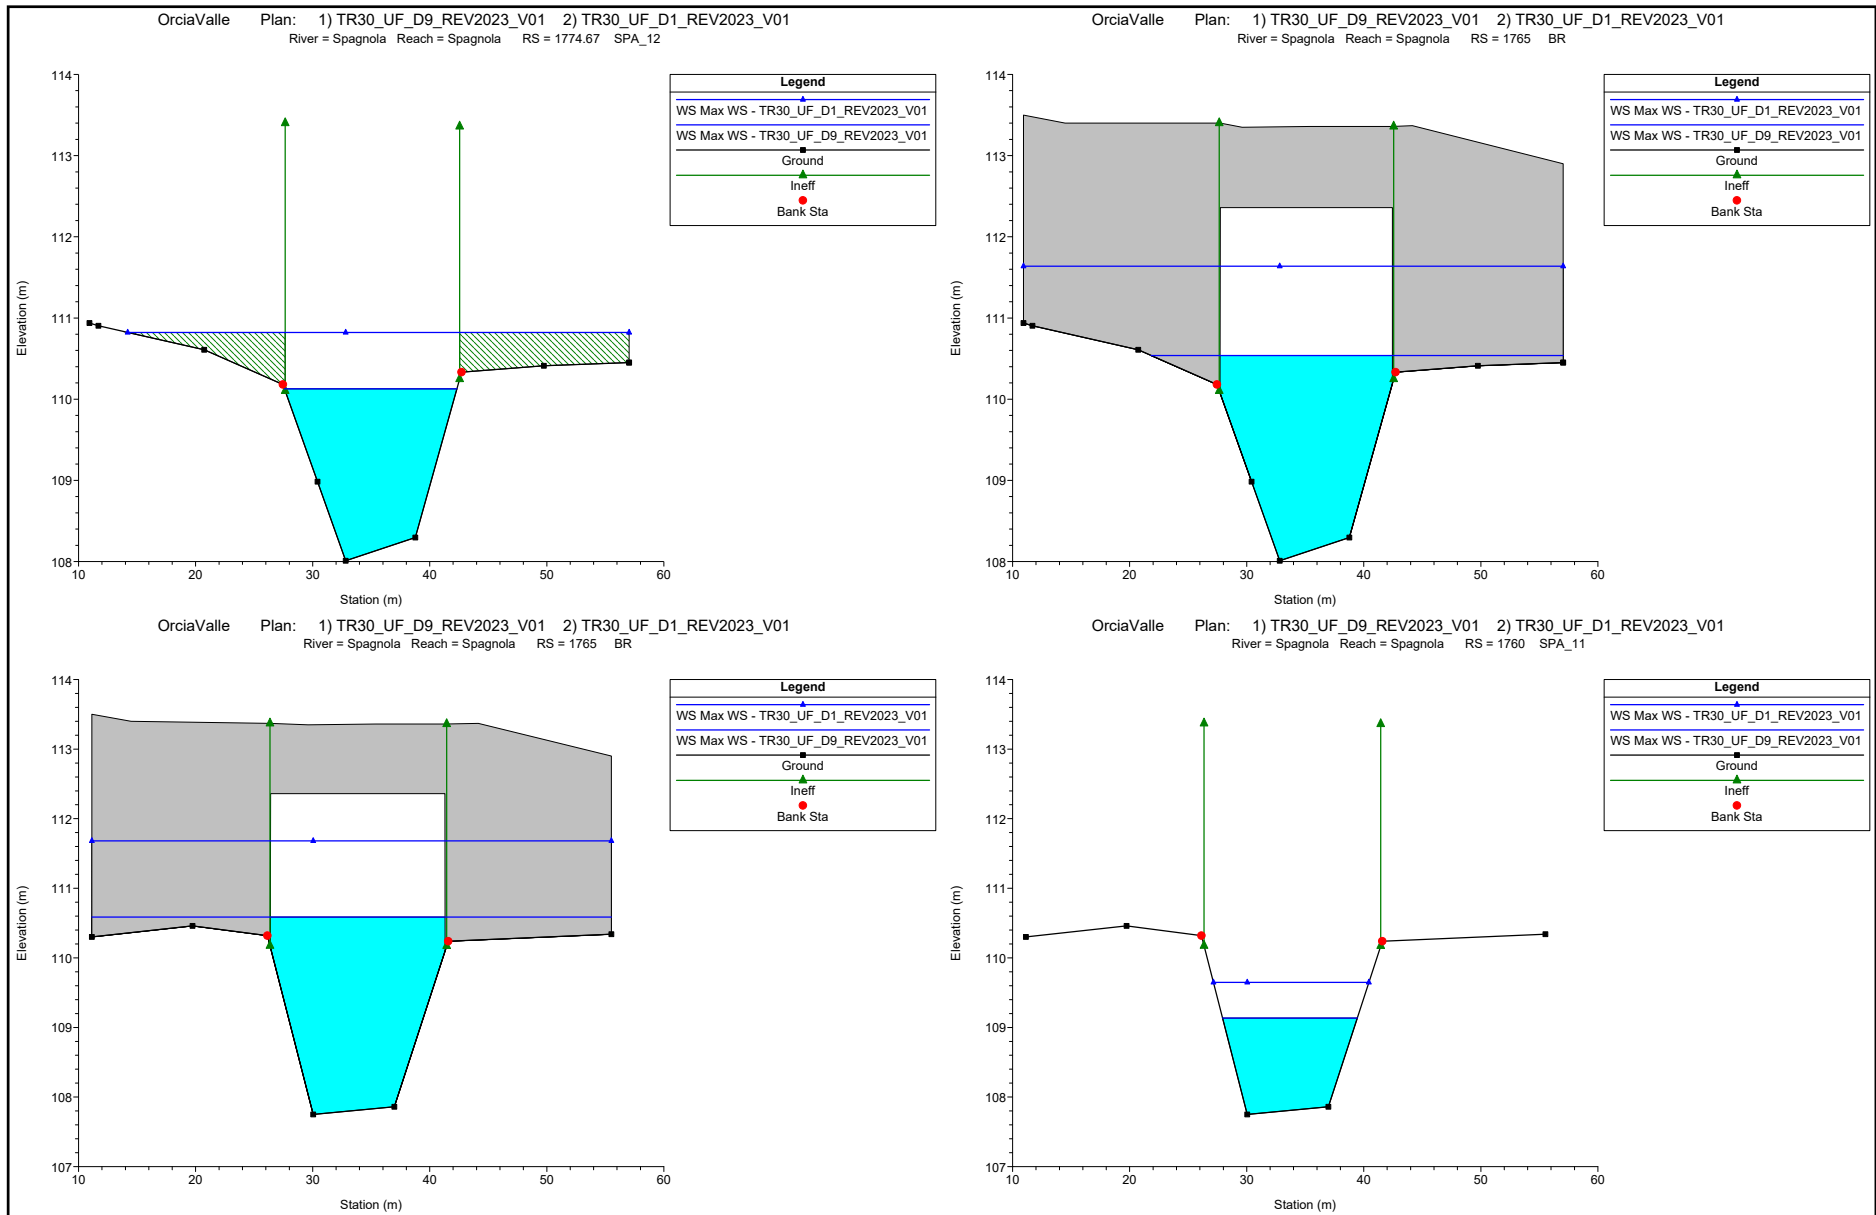 OrciaValle Plan: 1) TR30_UF_D9_REV2023_V01 2) TR30_UF_D1_REV2023_V01
River = Spagnola Reach = Spagnola RS = 1774.67 SPA_12
114
113
112
111
110
109
108
Elevation (m)
10 20 30 40 50 60
Station (m)
Legend
WS Max WS - TR30_UF_D1_REV2023_V01
WS Max WS - TR30_UF_D9_REV2023_V01
Ground
Ineff
Bank Sta
OrciaValle Plan: 1) TR30_UF_D9_REV2023_V01 2) TR30_UF_D1_REV2023_V01
River = Spagnola Reach = Spagnola RS = 1765 BR
114
113
112
111
110
109
108
Elevation (m)
10 20 30 40 50 60
Station (m)
Legend
WS Max WS - TR30_UF_D1_REV2023_V01
WS Max WS - TR30_UF_D9_REV2023_V01
Ground
Ineff
Bank Sta
OrciaValle Plan: 1) TR30_UF_D9_REV2023_V01 2) TR30_UF_D1_REV2023_V01
River = Spagnola Reach = Spagnola RS = 1765 BR
114
113
112
111
110
109
108
107
Elevation (m)
10 20 30 40 50 60
Station (m)
Legend
WS Max WS - TR30_UF_D1_REV2023_V01
WS Max WS - TR30_UF_D9_REV2023_V01
Ground
Ineff
Bank Sta
OrciaValle Plan: 1) TR30_UF_D9_REV2023_V01 2) TR30_UF_D1_REV2023_V01
River = Spagnola Reach = Spagnola RS = 1760 SPA_11
114
113
112
111
110
109
108
107
Elevation (m)
10 20 30 40 50 60
Station (m)
Legend
WS Max WS - TR30_UF_D1_REV2023_V01
WS Max WS - TR30_UF_D9_REV2023_V01
Ground
Ineff
Bank Sta